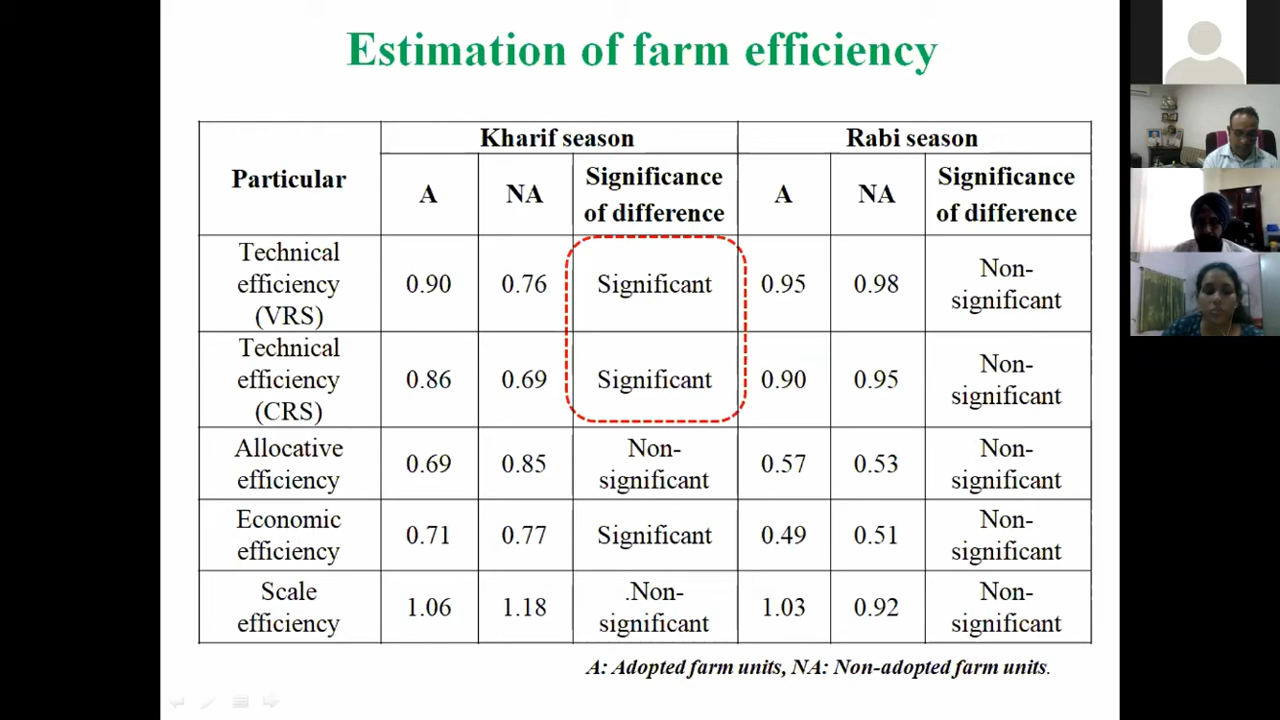 Estimation of farm efficiency
Particular
Kharif season
Rabi season
A
NA
Significance
of difference
A
NA
Significance
of difference
Technical
efficiency
(VRS)
0.90
0.76
Significant
0.95
0.98
Non-
significant
Technical
efficiency
(CRS)
0.86
0.69
Significant
0.90
0.95
Non-
significant
Allocative
efficiency
0.69
0.85
Non-
significant
0.57
0.53
Non-
significant
Economic
efficiency
0.71
0.77
Significant
0.49
0.51
Non-
significant
Scale
efficiency
1.06
1.18
.Non-
significant
1.03
0.92
Non-
significant
A: Adopted farm units, NA: Non-adopted farm units.